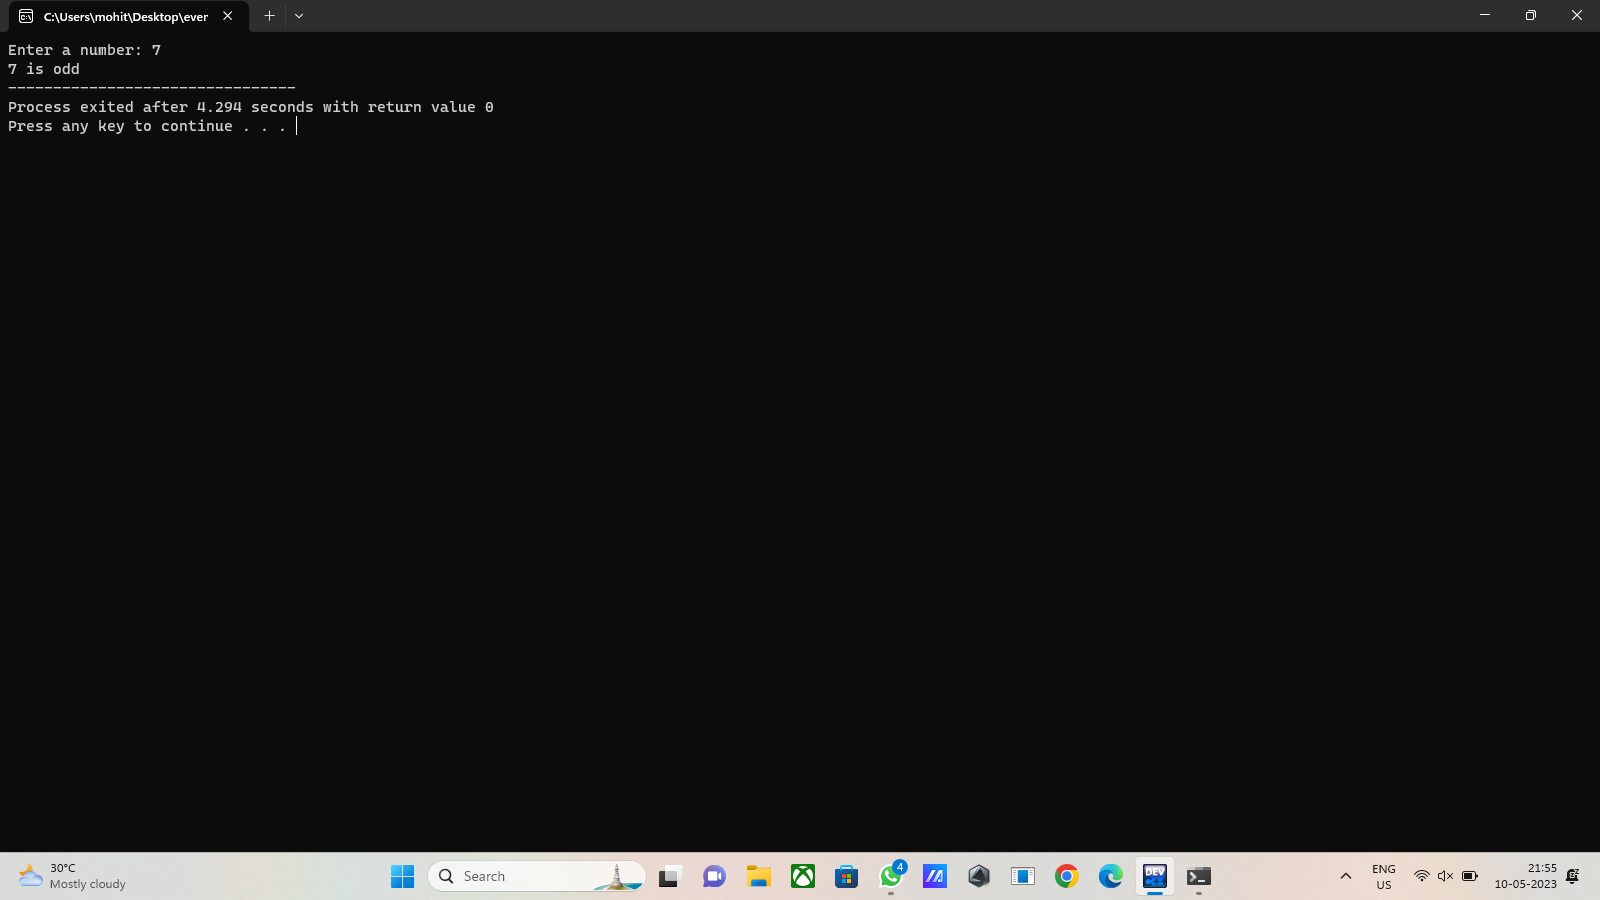 C:\Users\mohit\Desktop\ever
Enter a number: 7
7 is odd
--------------------------------
Process exited after 4.294 seconds with return value 0
Press any key to continue . . .
30°C
Mostly cloudy
Search
4
DEV
ENG
US
21:55
10-05-2023